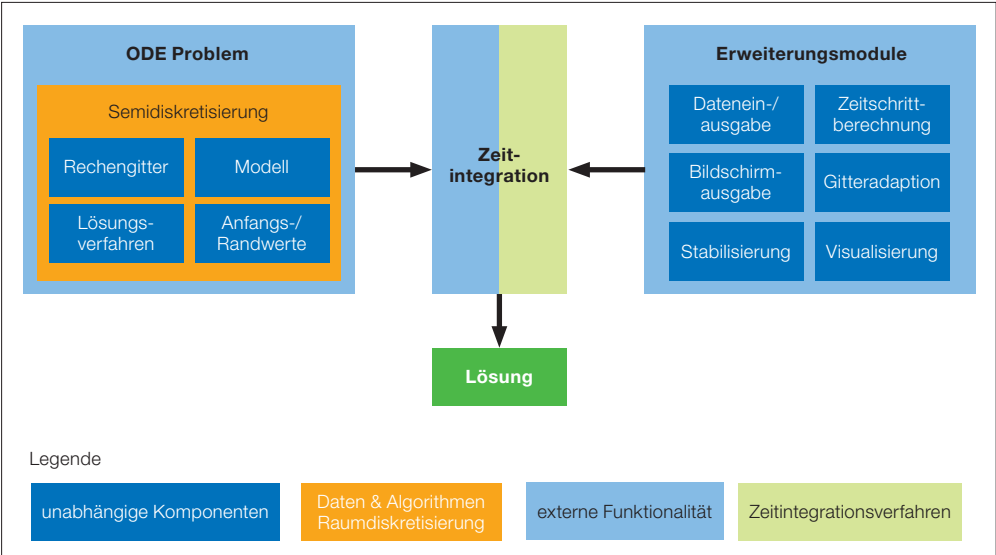 ODE Problem
Semidiskretisierung
Rechengitter
Modell
Lösungs-
verfahren
Anfangs-/
Randwerte
Zeit-
integration
Erweiterungsmodule
Datenein-/
ausgabe
Zeitschritt-
berechnung
Bildschirm-
ausgabe
Gitteradaption
Stabilisierung
Visualisierung
Lösung
Legende
unabhängige Komponenten
Daten & Algorithmen
Raumdiskretisierung
externe Funktionalität
Zeitintegrationsverfahren